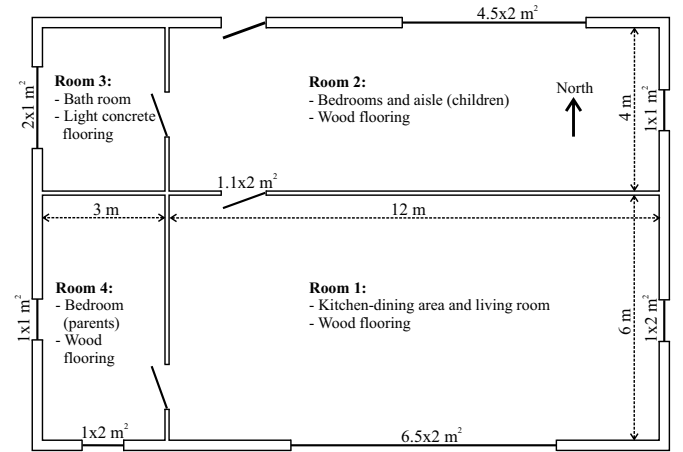 4.5x2 m²
Room 3:
- Bath room
- Light concrete
flooring
2x1 m²
Room 2:
- Bedrooms and aisle (children)
- Wood flooring
North
4 m
1x1 m²
1.1x2 m²
3 m
12 m
Room 4:
- Bedroom
(parents)
- Wood
flooring
1x1 m²
Room 1:
- Kitchen-dining area and living room
- Wood flooring
6 m
1x2 m²
1x2 m²
6.5x2 m²